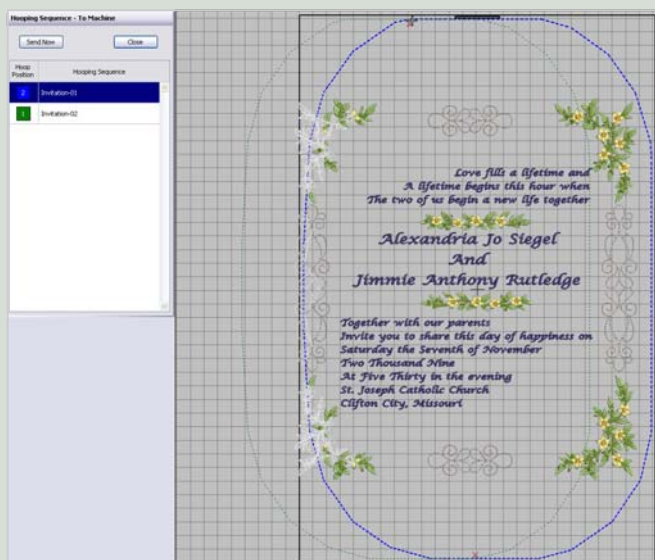 Hooping Sequence - To Machine
Send Now
Close
Hoop Position
Hooping Sequence
2 Invitation-01
1 Invitation-02
Love fills a lifetime and
A lifetime begins this hour when
The two of us begin a new life together
Alexandria Jo Siegel
And
Jimmie Anthony Rutledge
Together with our parents
Invite you to share this day of happiness on
Saturday the Seventh of November
Two Thousand Nine
At Five Thirty in the evening
St. Joseph Catholic Church
Clifton City, Missouri